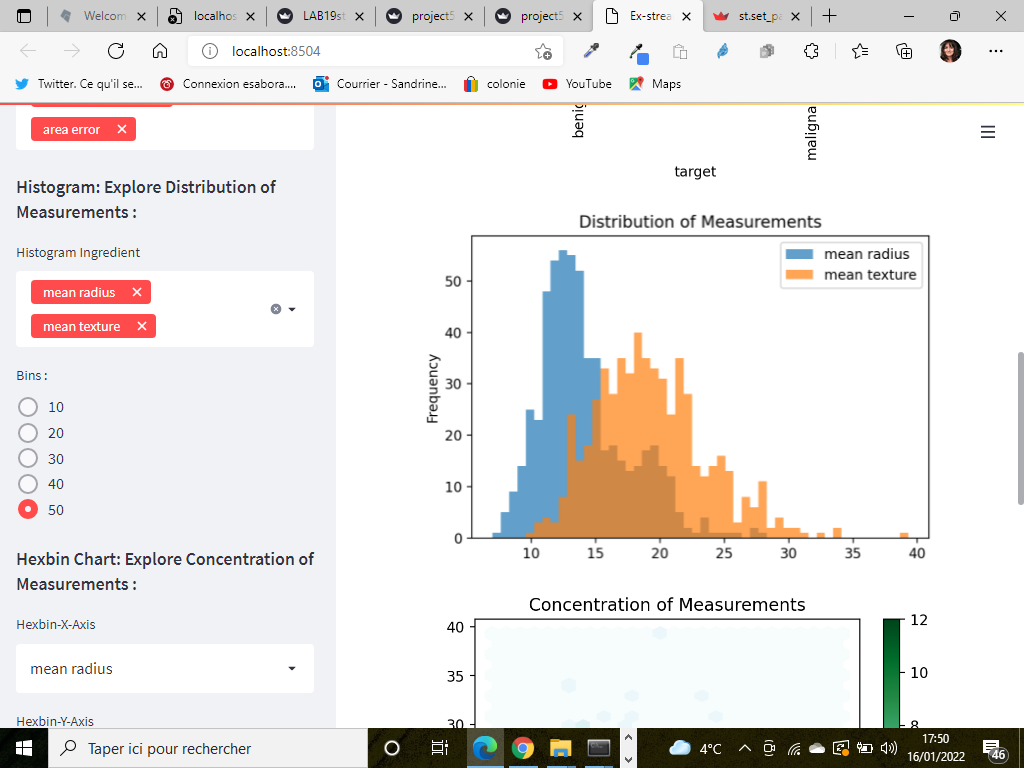 Welcom
localhos
LAB19st
project5
project5
Ex-strea
st.set_pa
localhost:8504
Twitter. Ce qu'il se...
Connexion esabora....
Courrier - Sandrine...
colonie
YouTube
Maps
area error
Histogram: Explore Distribution of
Measurements :
Histogram Ingredient
mean radius
mean texture
Bins :
10
20
30
40
50
Hexbin Chart: Explore Concentration of
Measurements :
Hexbin-X-Axis
mean radius
Hexbin-Y-Axis
benig
maligna
target
Distribution of Measurements
mean radius
mean texture
Frequency
50
40
30
20
10
0
10 15 20 25 30 35 40
Concentration of Measurements
40
35
30
12
10
8
Taper ici pour rechercher
4°C
17:50
16/01/2022
46